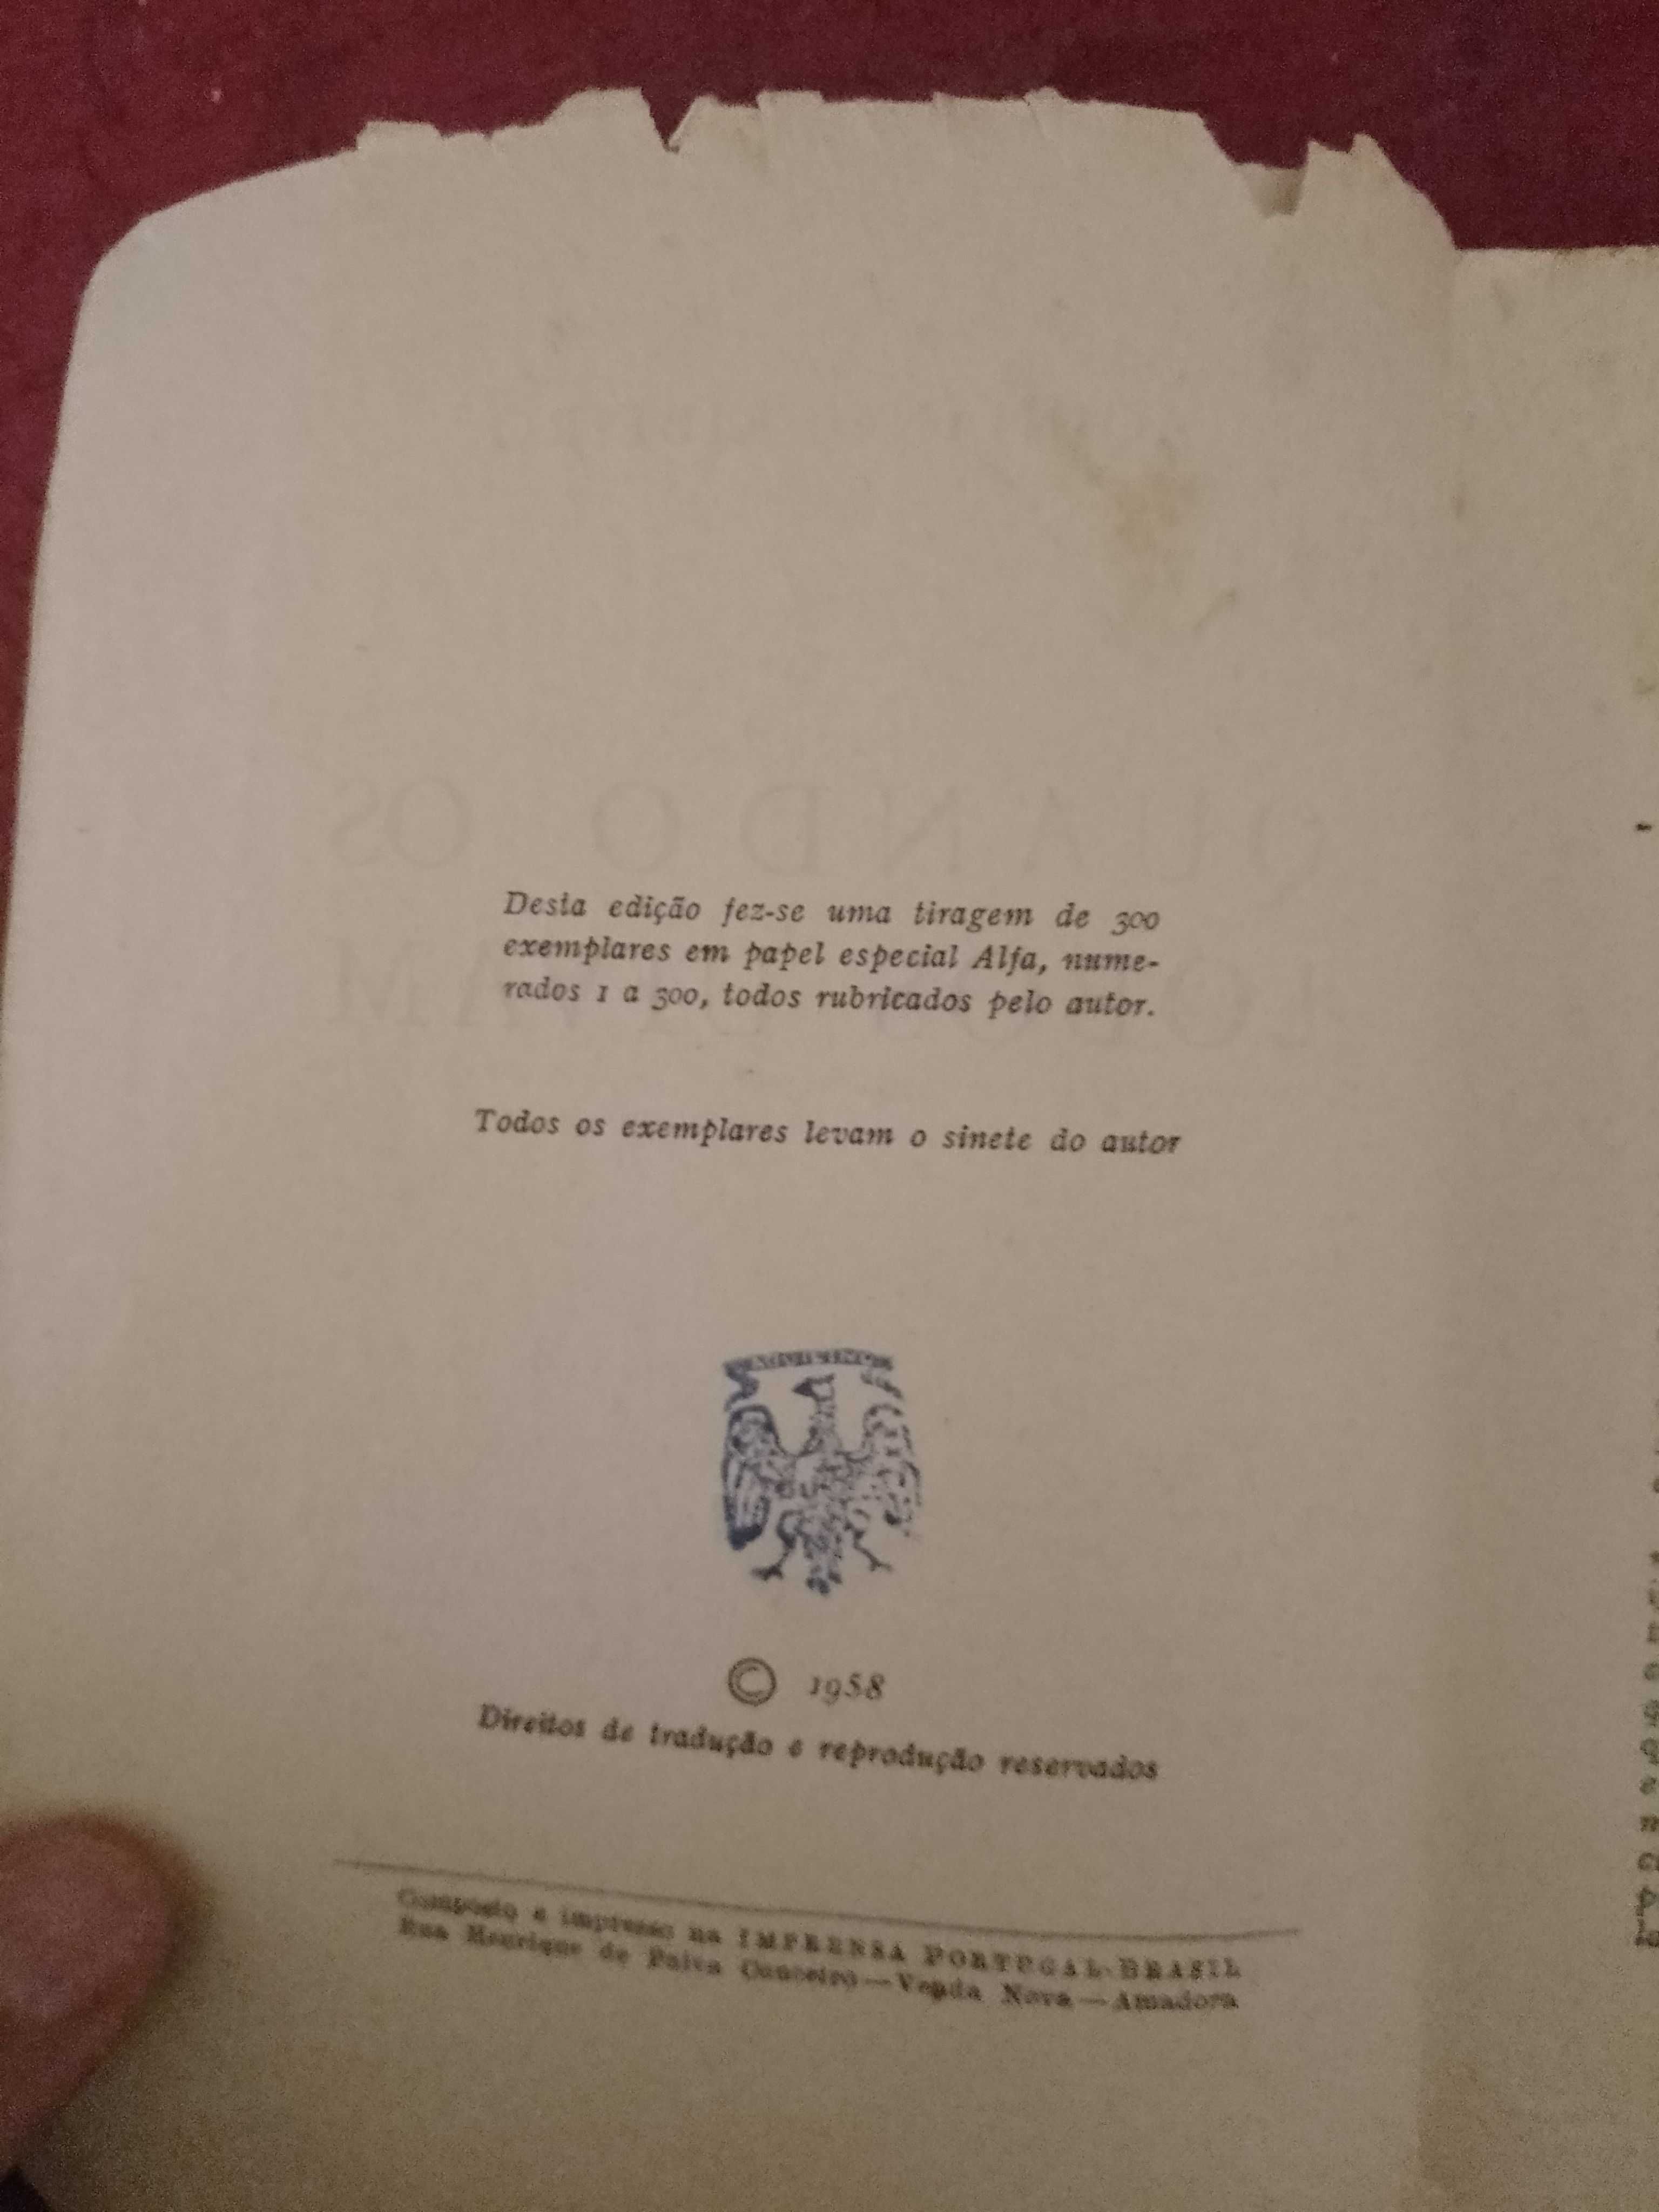 Desta edição fez-se uma tiragem de 300
exemplares em papel especial Alfa, nume-
rados 1 a 300, todos rubricados pelo autor.
Todos os exemplares levam o sinete do autor
© 1958
Direitos de tradução e reprodução reservados
Composto e impresso na IMPRENSA PORTUGAL-BRASIL
Rua Henrique de Paiva Couceiro—Venda Nova—Amadora